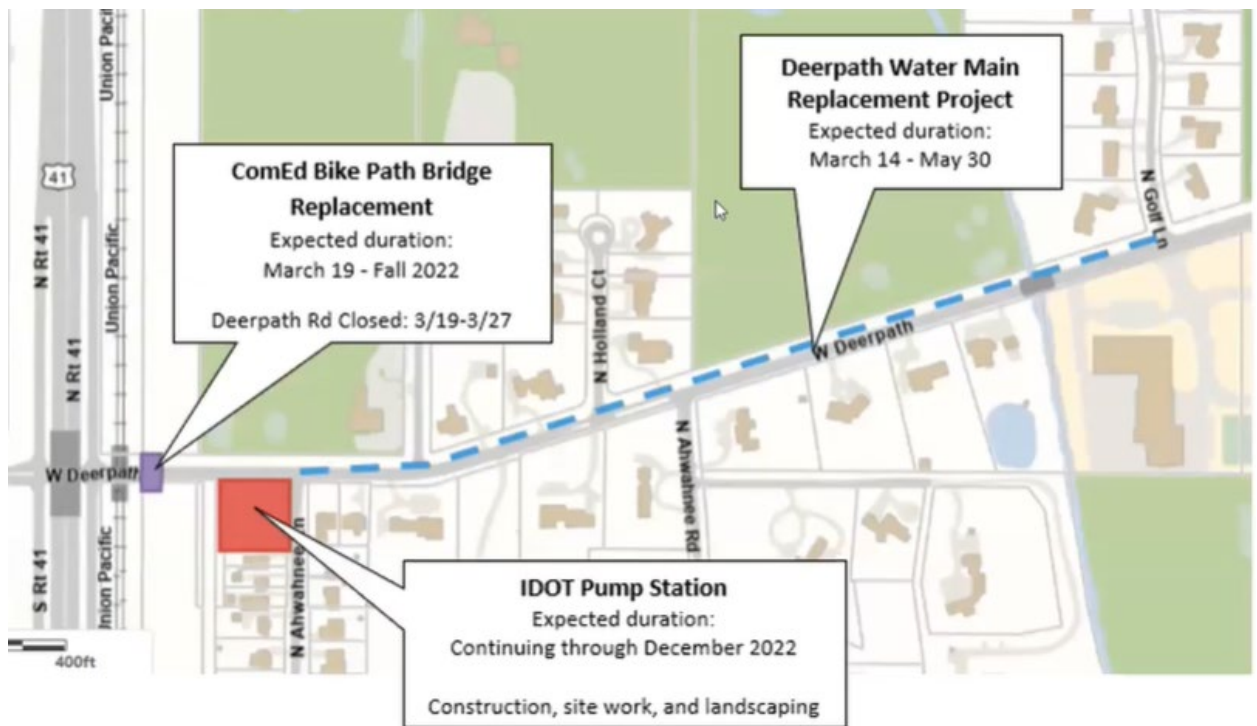 Union Pacif
Deerpath Water Main
Replacement Project
Expected duration:
March 14 - May 30
41
ComEd Bike Path Bridge
Replacement
Expected duration:
March 19 - Fall 2022
Deerpath Rd Closed: 3/19-3/27
N Golf Ln
N Rt 41
Union Pacific
N Holland Ct
N Rt 41
W Deerpath
W Deerpath
N Ahwahnee Rd
S Rt 41
Union Pacific
N Ahwahnee Ln
IDOT Pump Station
Expected duration:
Continuing through December 2022
Construction, site work, and landscaping
400ft